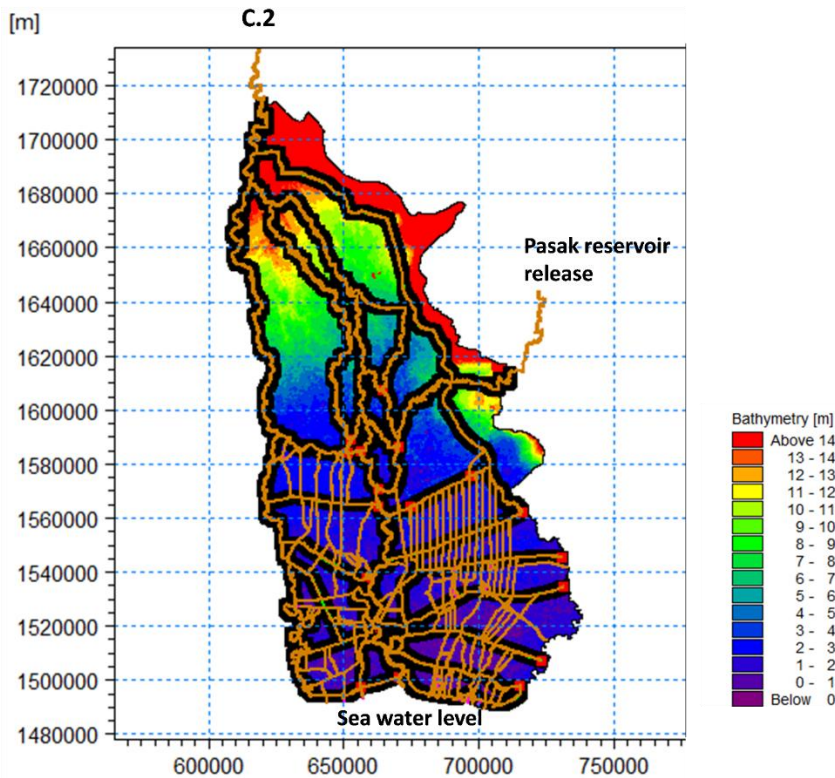 C.2
[m]
1720000
1700000
1680000
1660000
1640000
1620000
1600000
1580000
1560000
1540000
1520000
1500000
1480000
Pasak reservoir
release
Sea water level
600000 650000 700000 750000
Bathymetry [m]
Above 14
13 - 14
12 - 13
11 - 12
10 - 11
9 - 10
8 - 9
7 - 8
6 - 7
5 - 6
4 - 5
3 - 4
2 - 3
1 - 2
0 - 1
Below 0